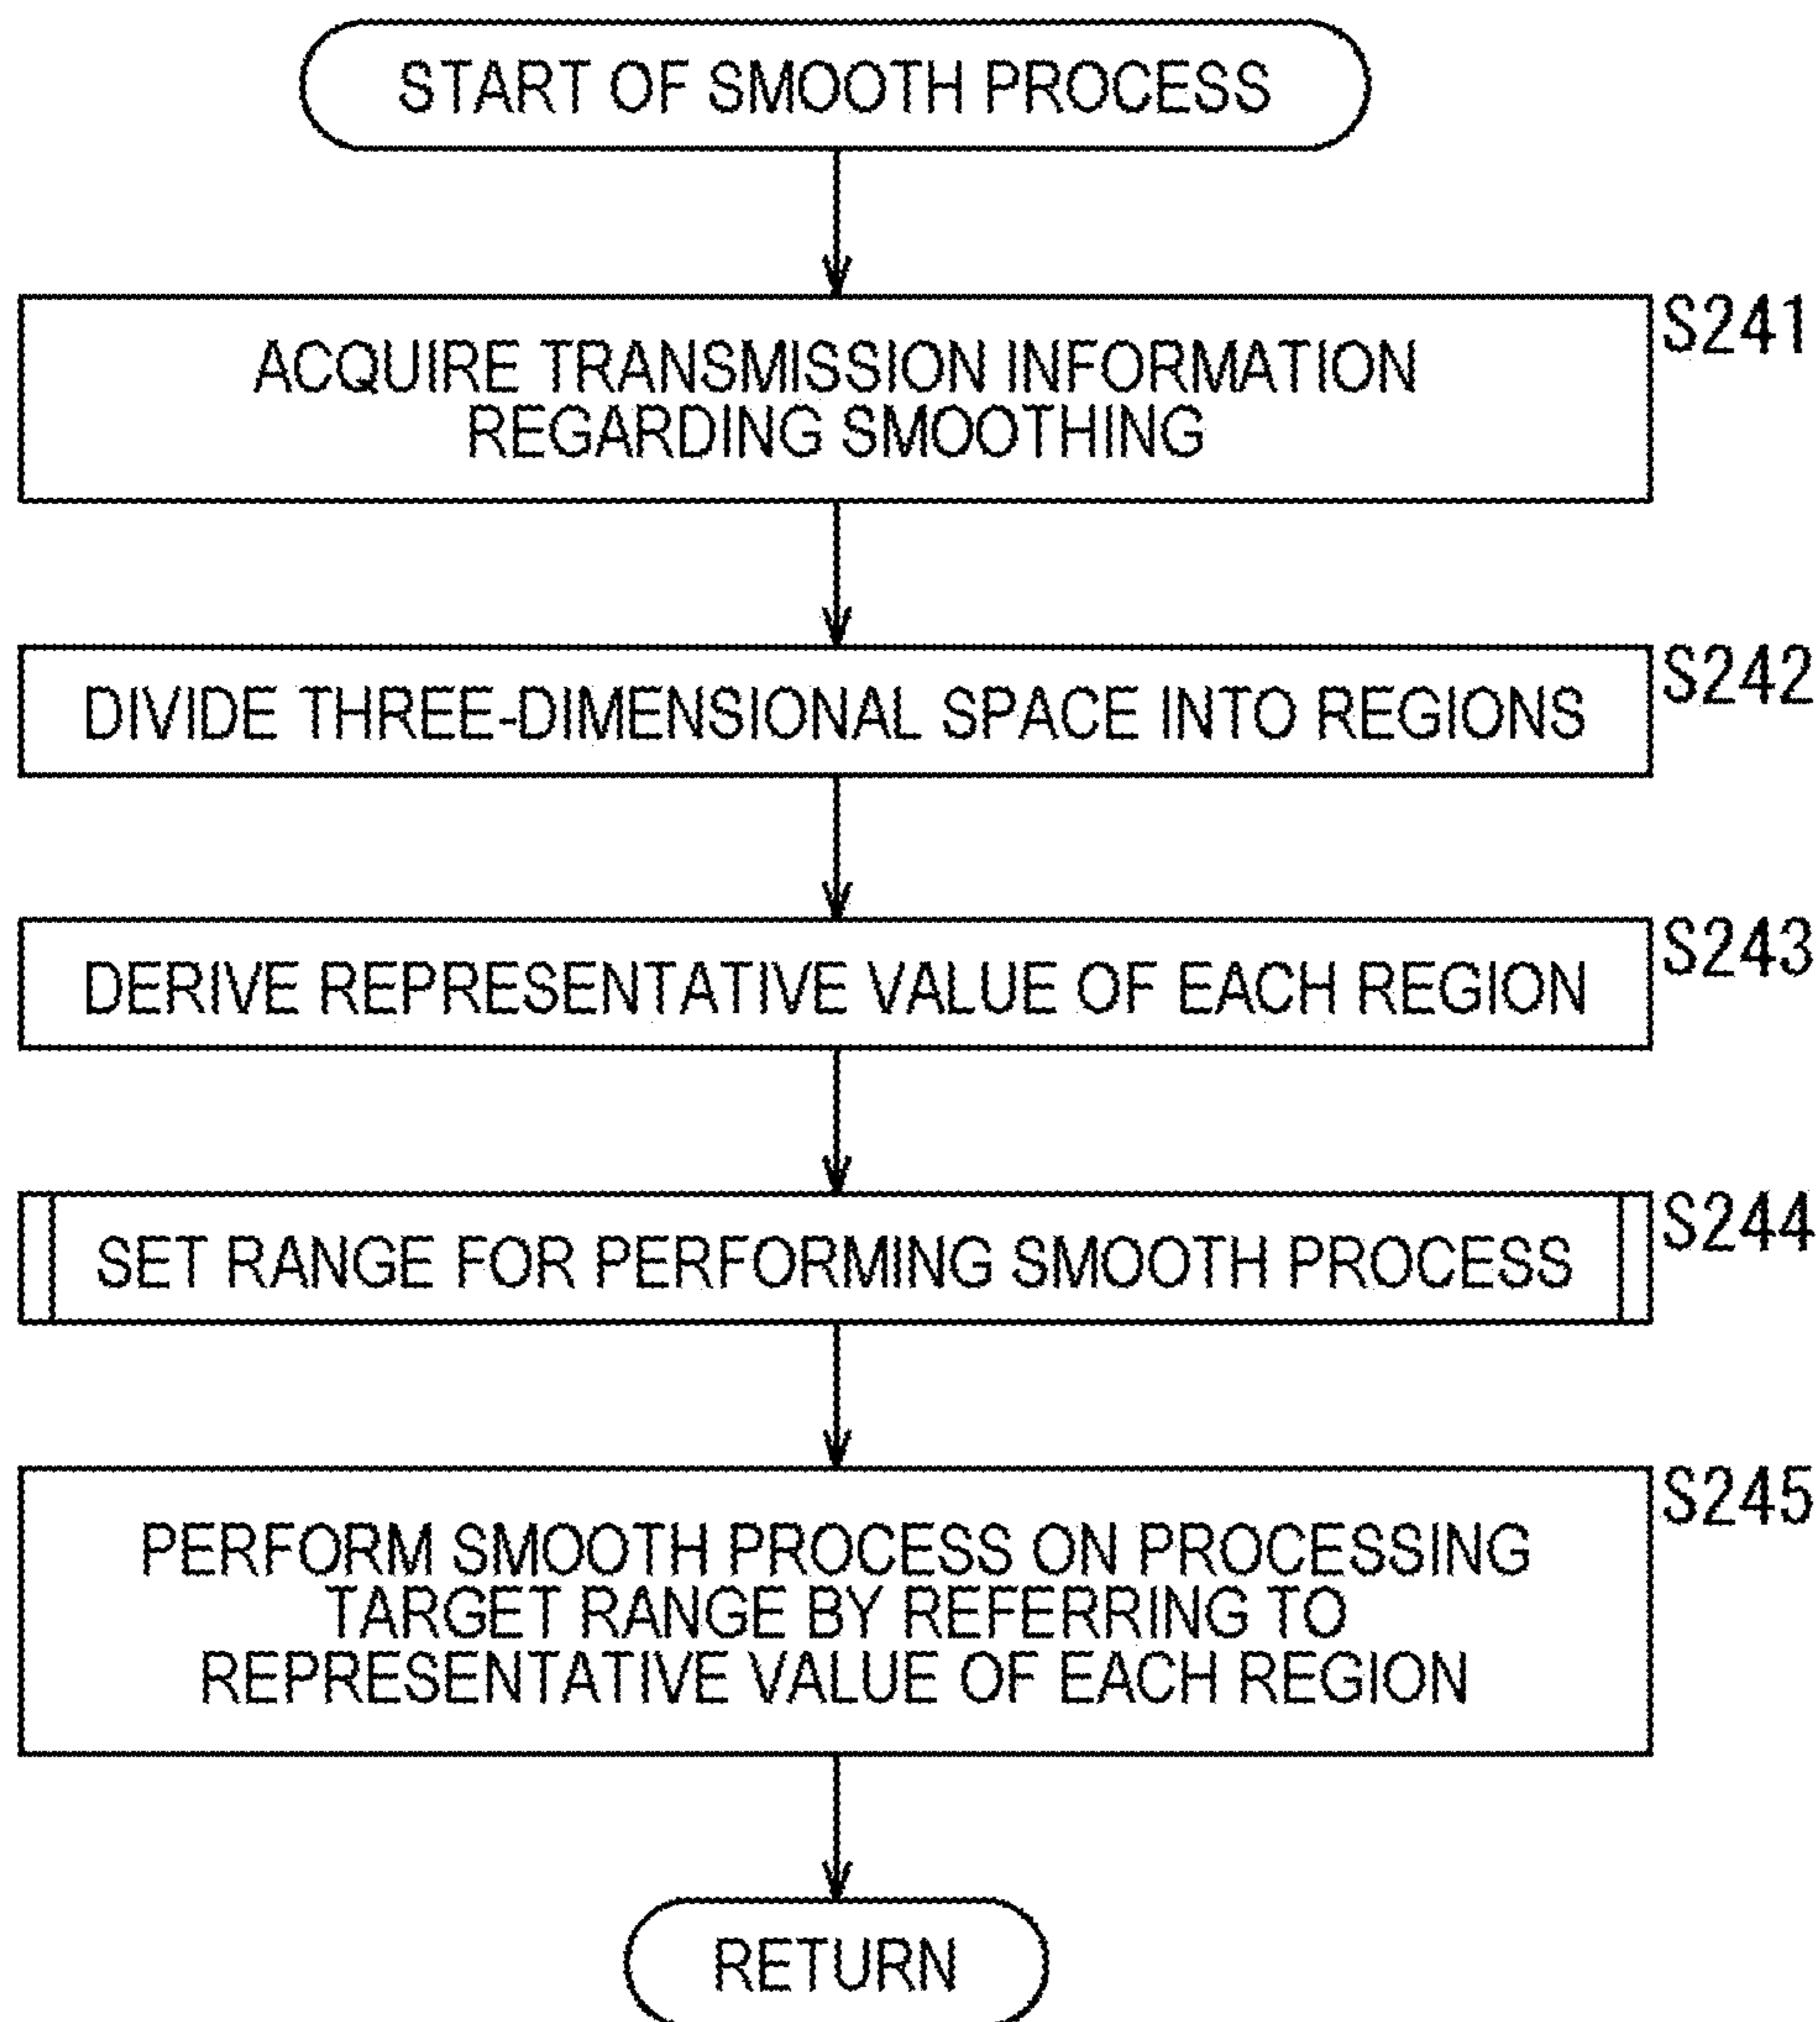 START OF SMOOTH PROCESS
S241
ACQUIRE TRANSMISSION INFORMATION
REGARDING SMOOTHING
S242
DIVIDE THREE-DIMENSIONAL SPACE INTO REGIONS
S243
DERIVE REPRESENTATIVE VALUE OF EACH REGION
S244
SET RANGE FOR PERFORMING SMOOTH PROCESS
S245
PERFORM SMOOTH PROCESS ON PROCESSING
TARGET RANGE BY REFERRING TO
REPRESENTATIVE VALUE OF EACH REGION
RETURN